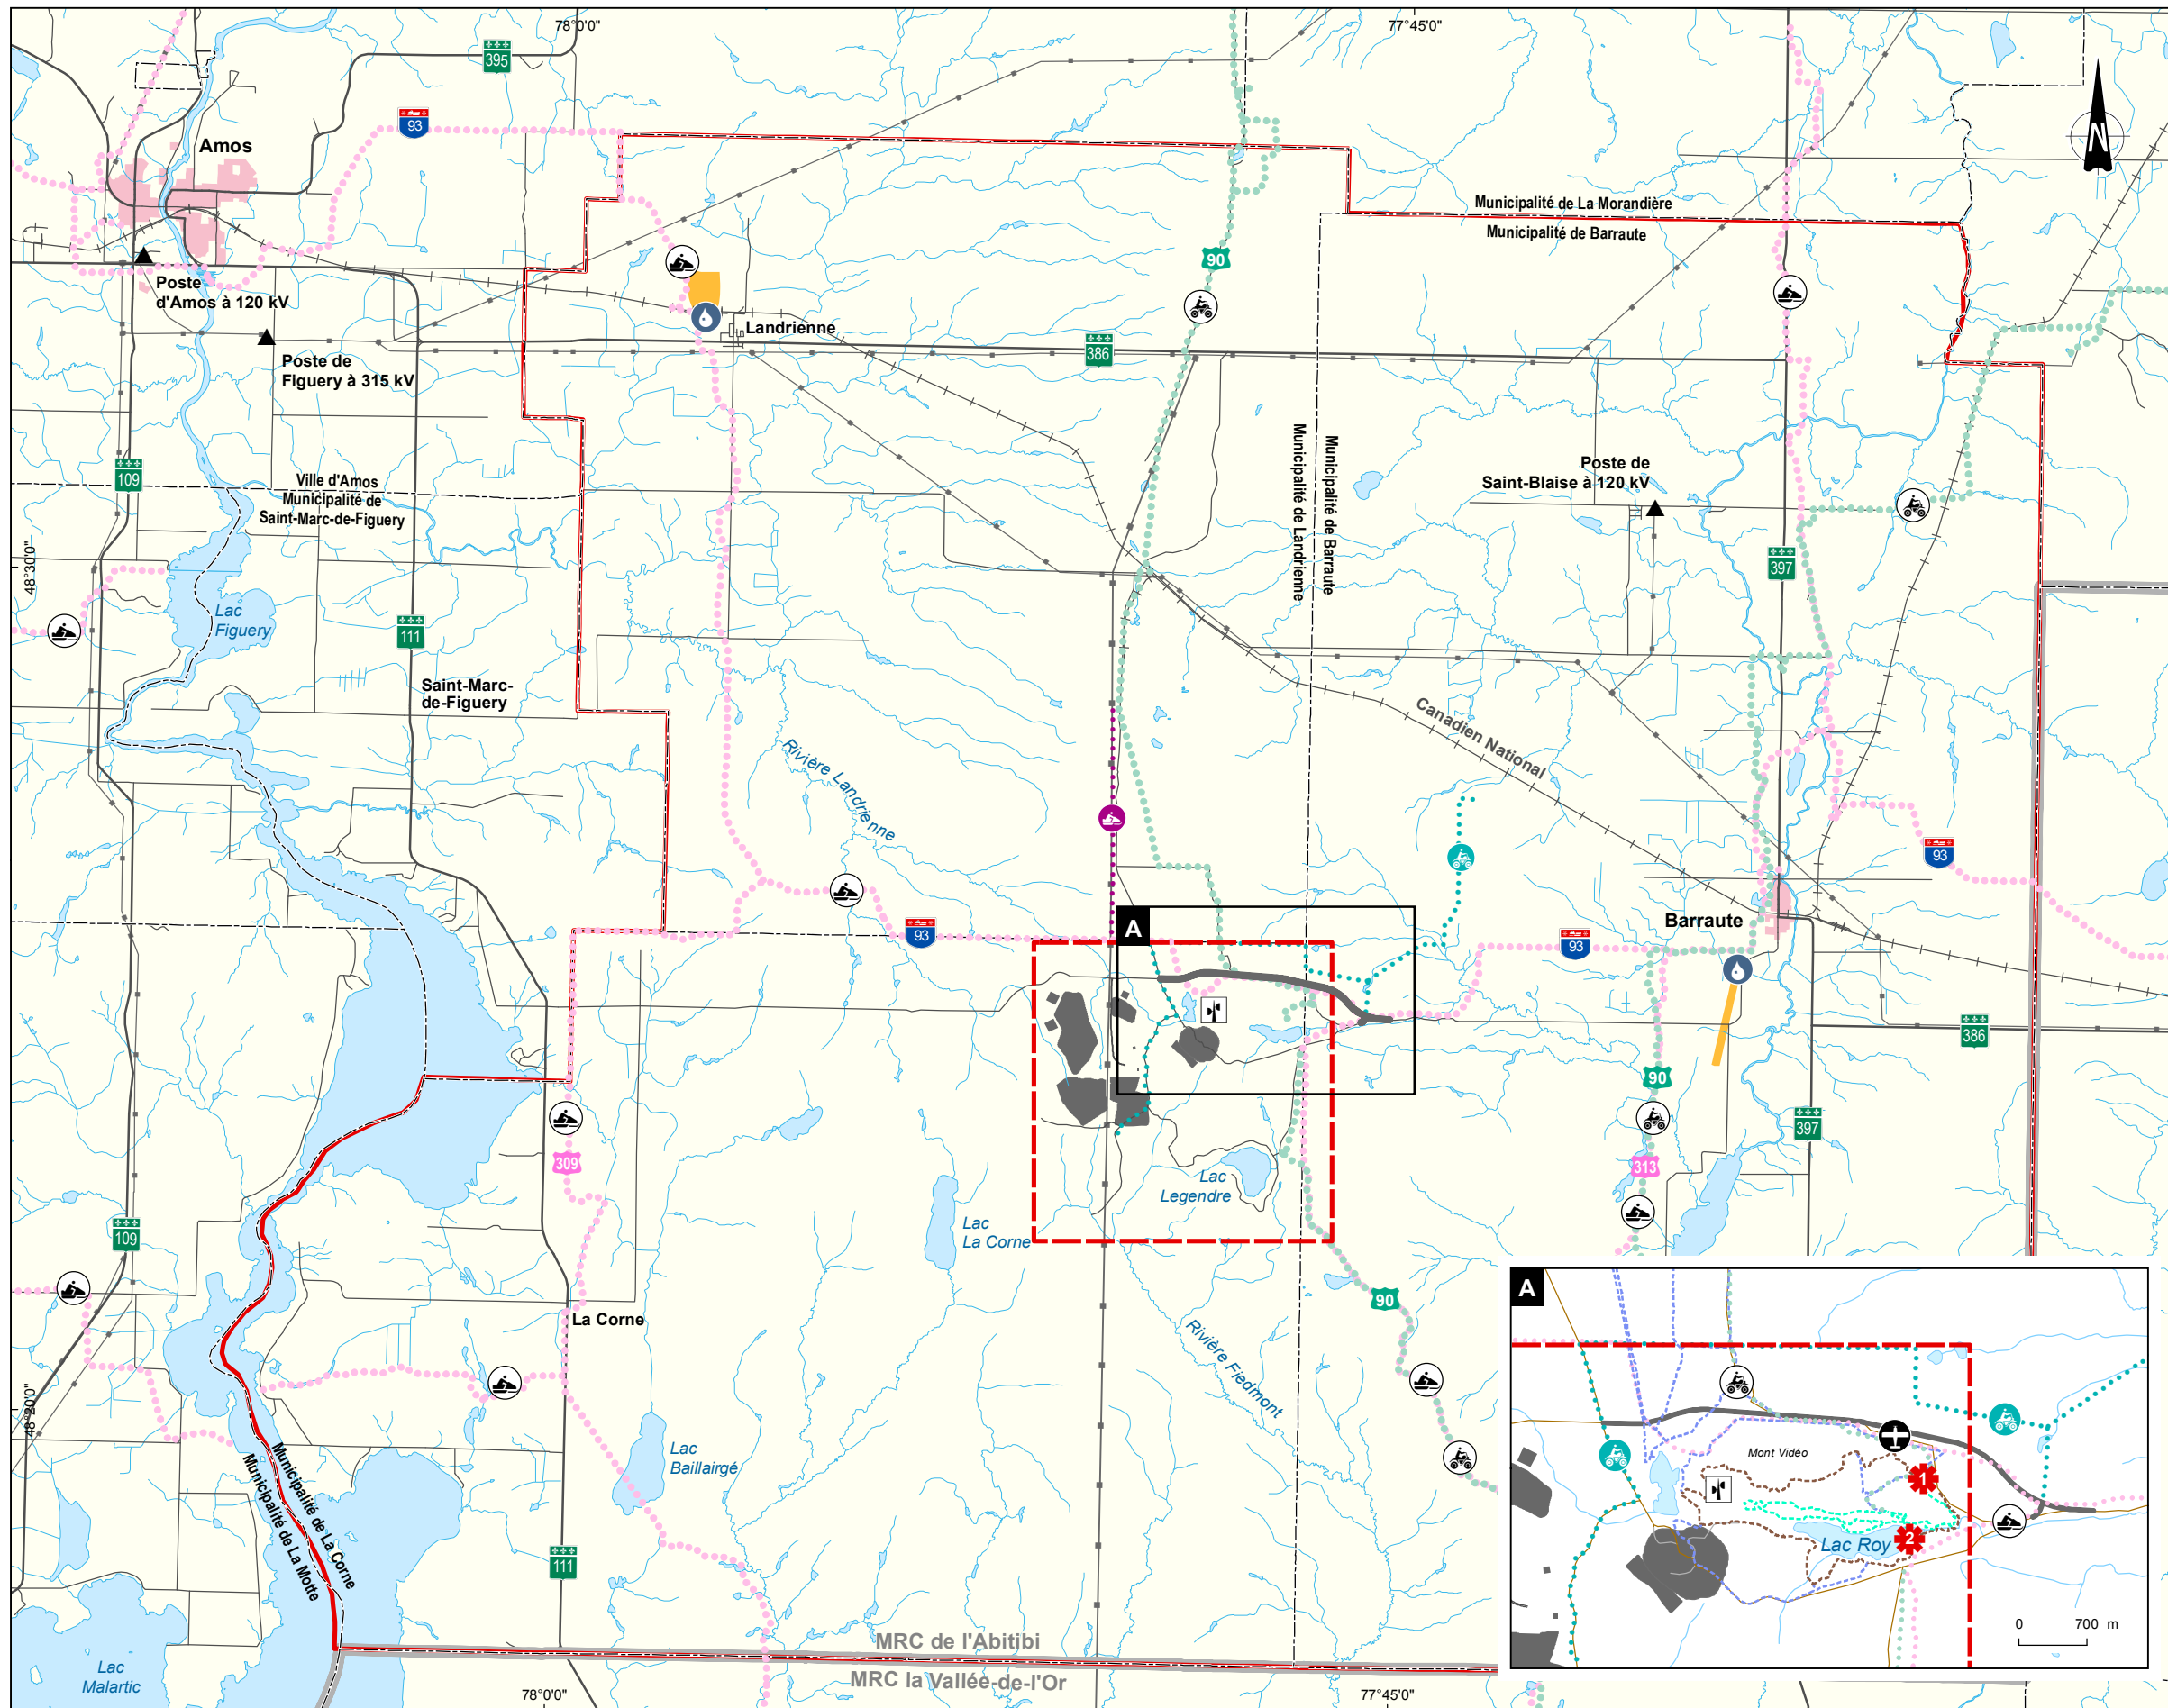 78°0'0"
77°45'0"
395
93
Amos
Municipalité de La Morandière
Municipalité de Barraute
N
90
Poste
d'Amos à 120 kV
Landrienne
386
Poste de
Figuery à 315 kV
109
Ville d'Amos
Municipalité de
Saint-Marc-de-Figuery
Municipalité de Landrienne
Municipalité de Barraute
Poste de
Saint-Blaise à 120 kV
48°30'0"
397
Lac
Figuery
111
Saint-Marc-
de-Figuery
Rivière Landrienne
Canadien National
93
93
93
Barraute
A
386
90
397
309
313
Lac
Legendre
109
Lac
La Corne
90
La Corne
Rivière Fiedmont
48°20'0"
Lac
Baillairgé
Municipalité de La Corne
Municipalité de La Motte
111
A
Mont Vidéo
1
2
Lac Roy
0 700 m
MRC de l'Abitibi
MRC la Vallée-de-l'Or
Lac
Malartic
78°0'0"
77°45'0"